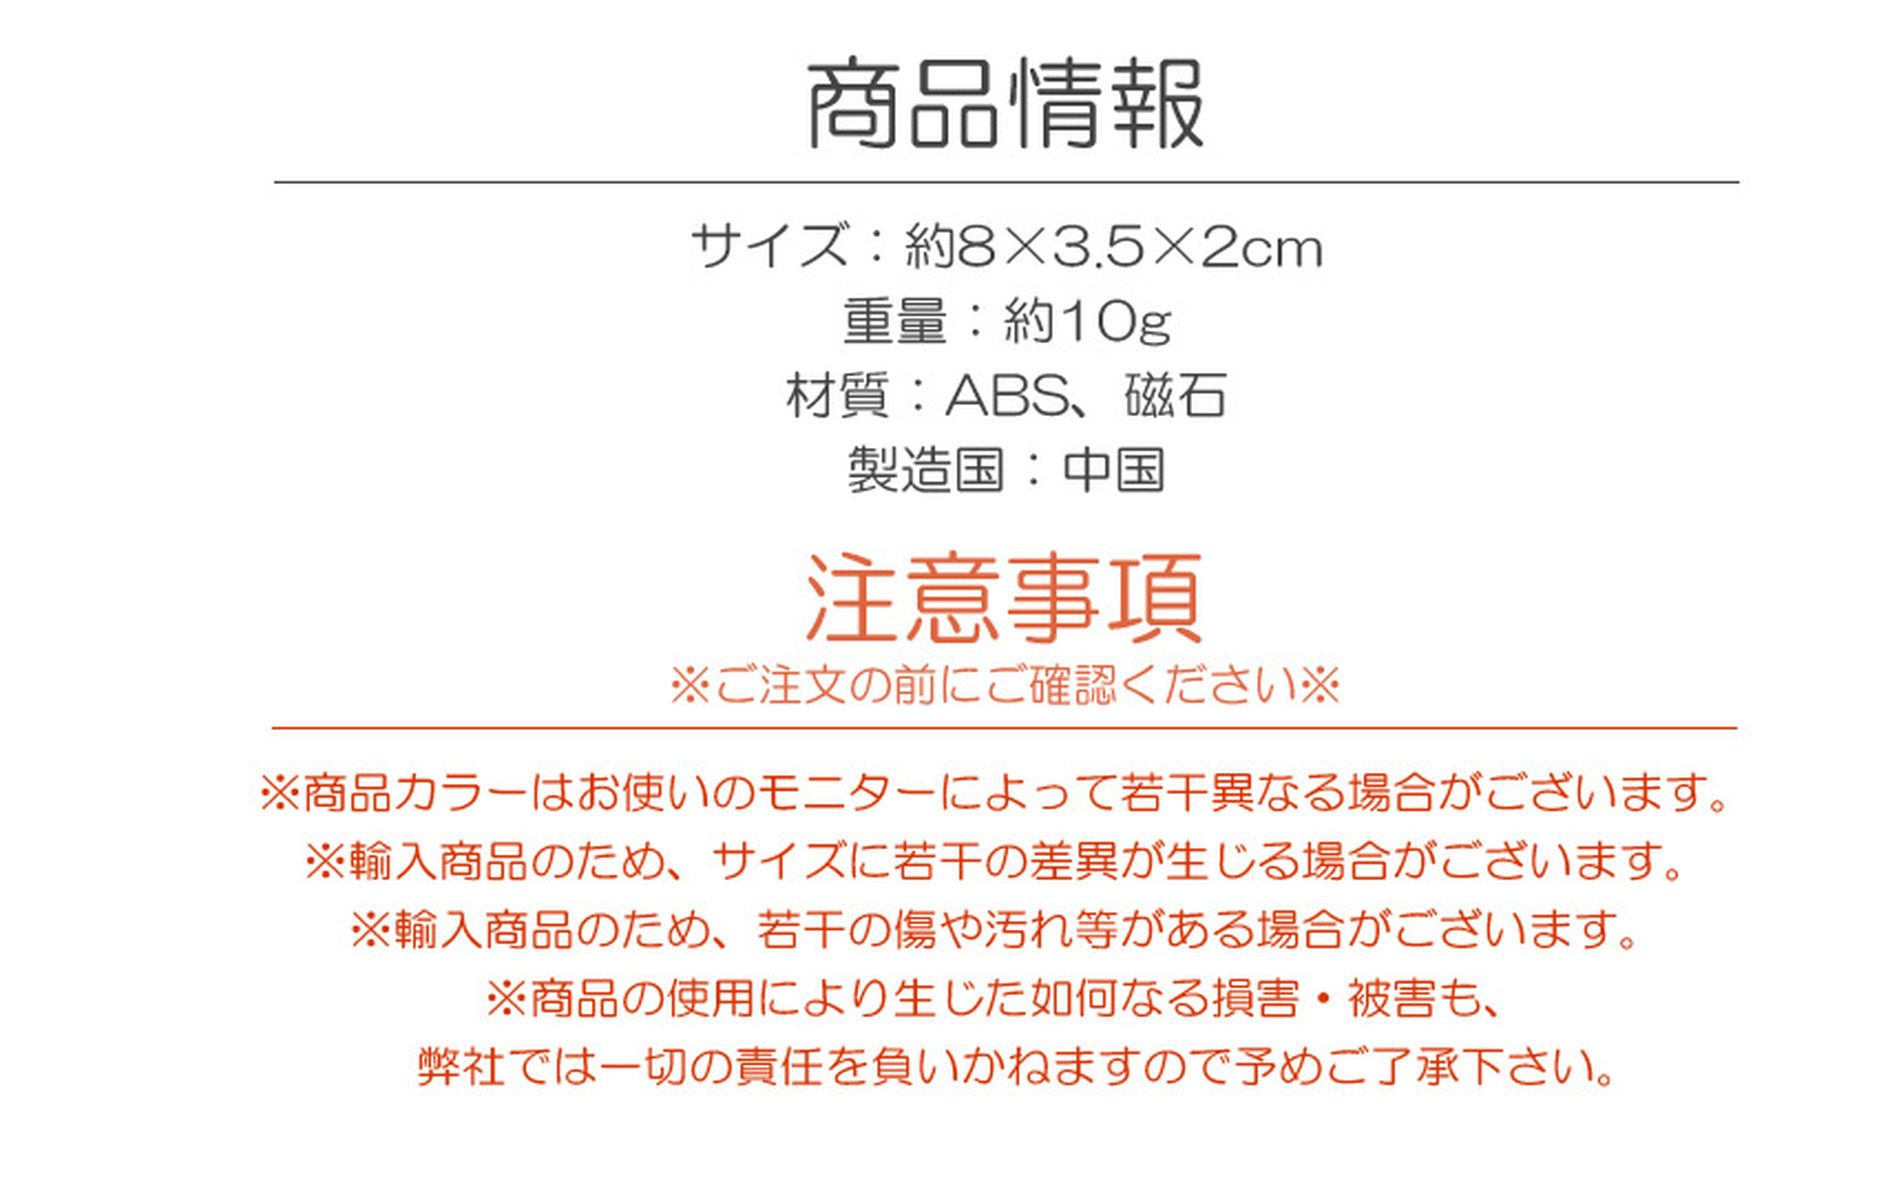 商品情報
サイズ：約8×3.5×2cm
重量：約10g
材質：ABS、磁石
製造国：中国
注意事項
※ご注文の前にご確認ください※
※商品カラーはお使いのモニターによって若干異なる場合がございます。
※輸入商品のため、サイズに若干の差異が生じる場合がございます。
※輸入商品のため、若干の傷や汚れ等がある場合がございます。
※商品の使用により生じた如何なる損害・被害も、
弊社では一切の責任を負いかねますので予めご了承下さい。